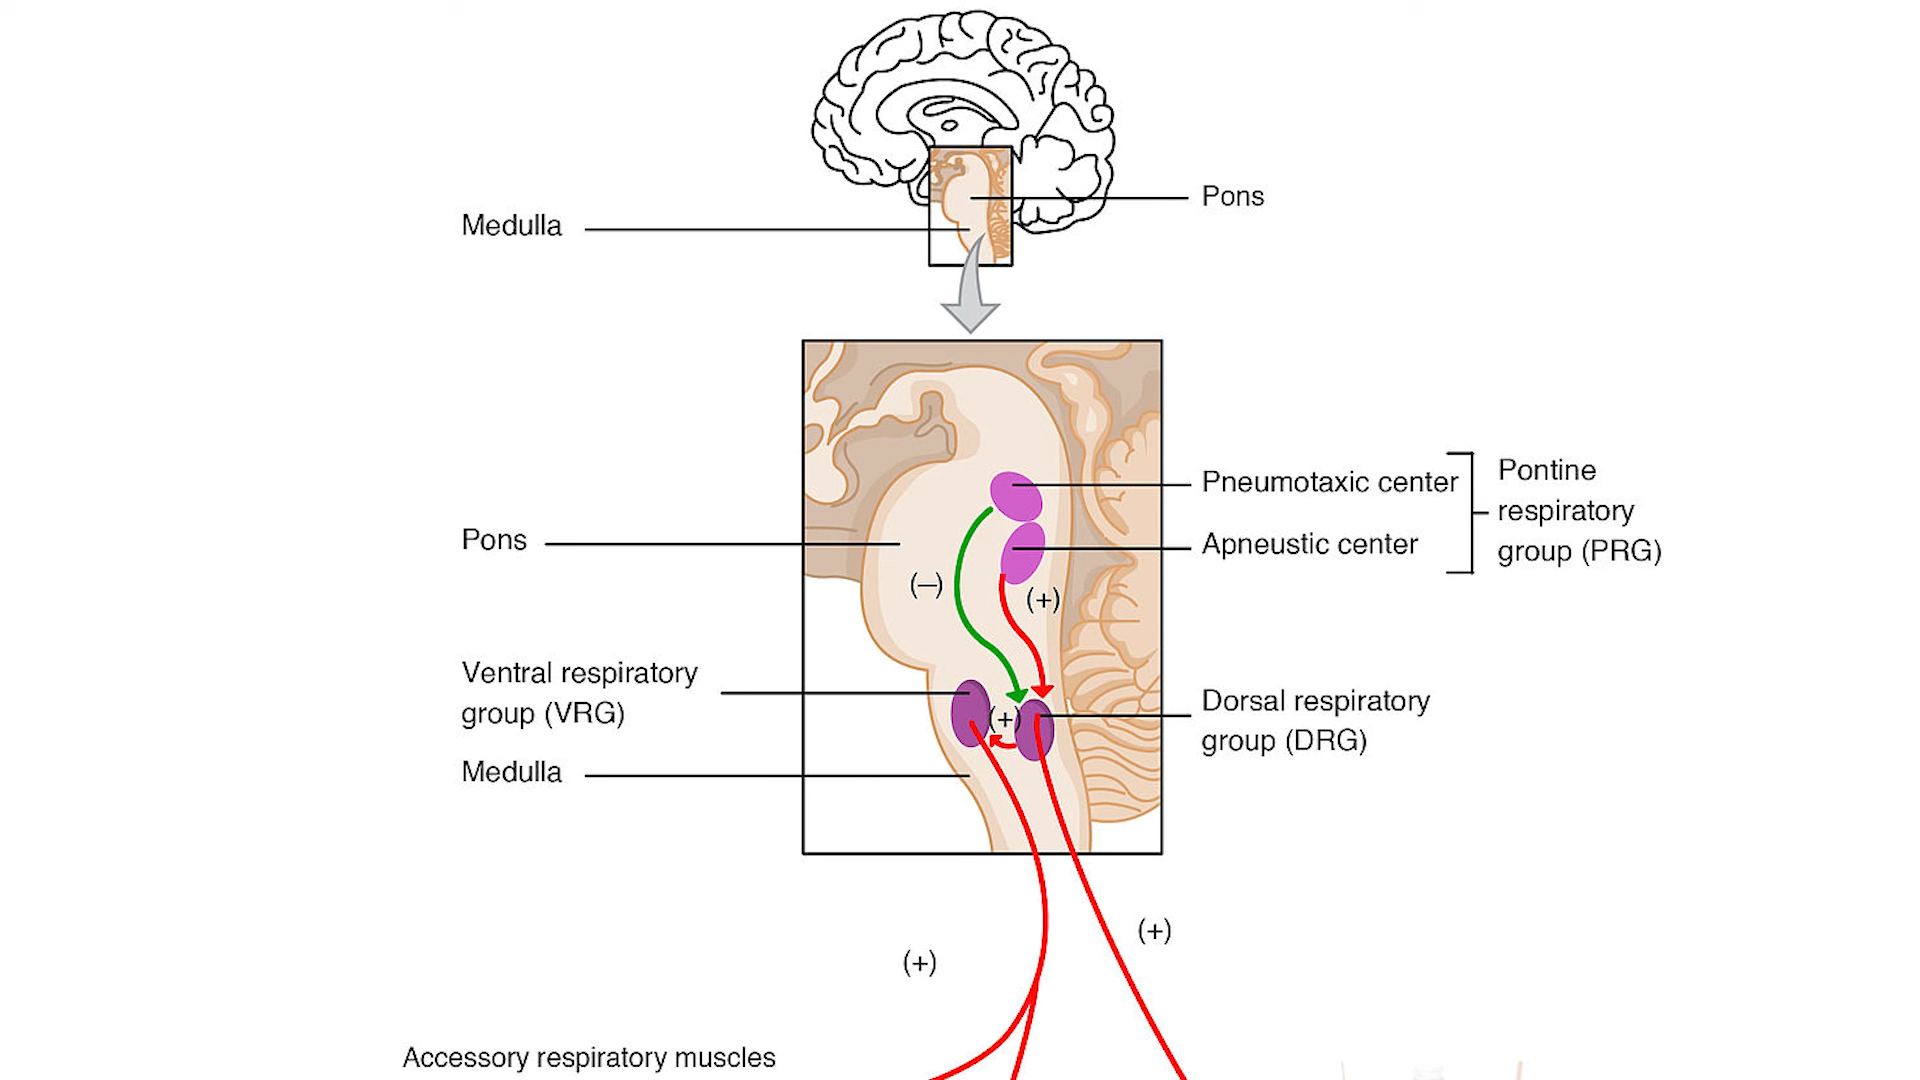 Pons
Medulla
Pneumotaxic center
Apneustic center
Pontine
respiratory
group (PRG)
Pons
(–)
(+)
Ventral respiratory
group (VRG)
(+)
Dorsal respiratory
group (DRG)
Medulla
(+)
(+)
Accessory respiratory muscles